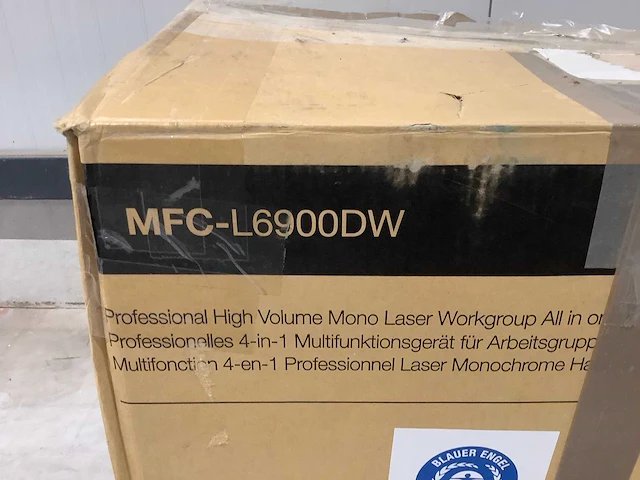 MFC-L6900DW
Professional High Volume Mono Laser Workgroup All in
Professionelles 4-in-1 Multifunktionsgerät für Arbeitsgrupp
Multifonction 4-en-1 Professionnel Laser Monochrome Ha
BLAUER ENGEL